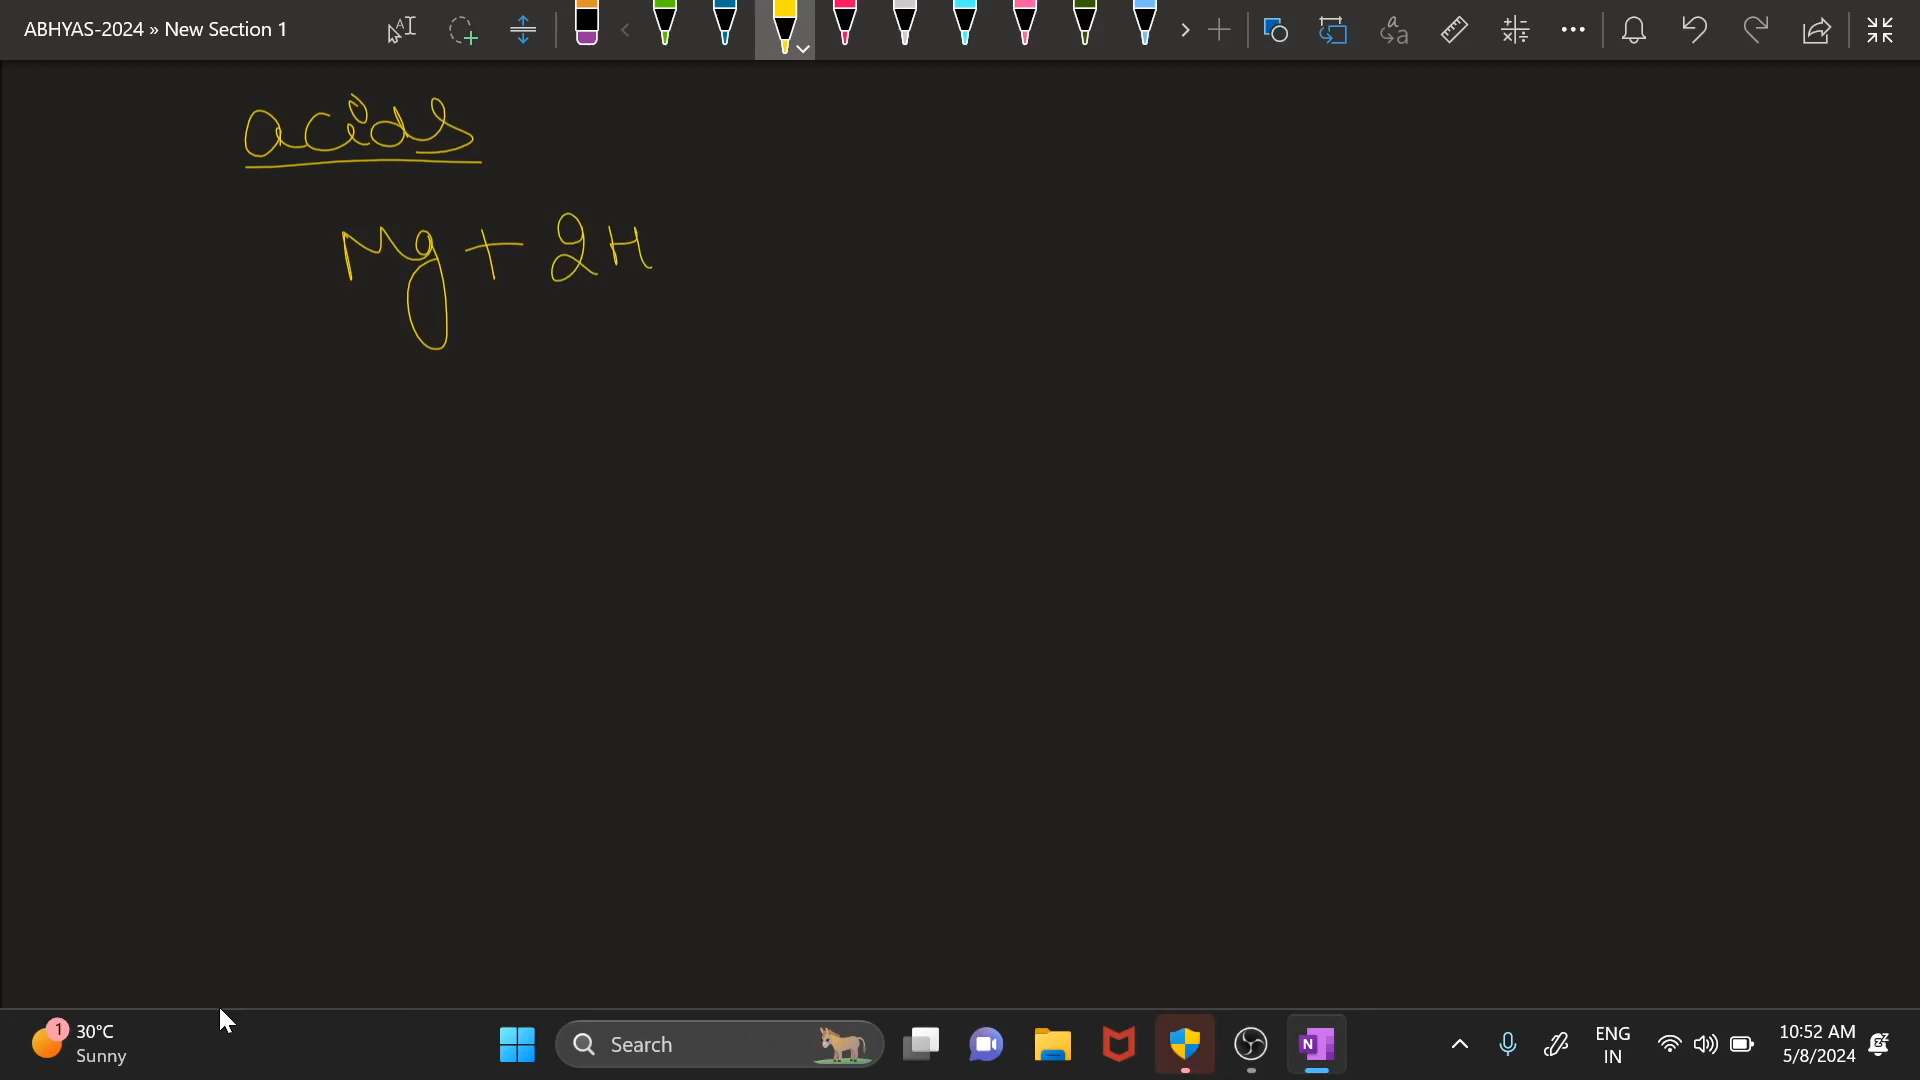 ABHYAS-2024 » New Section 1
acids
Mg + 2H
1
30°C
Sunny
Search
ENG
IN
10:52 AM
5/8/2024